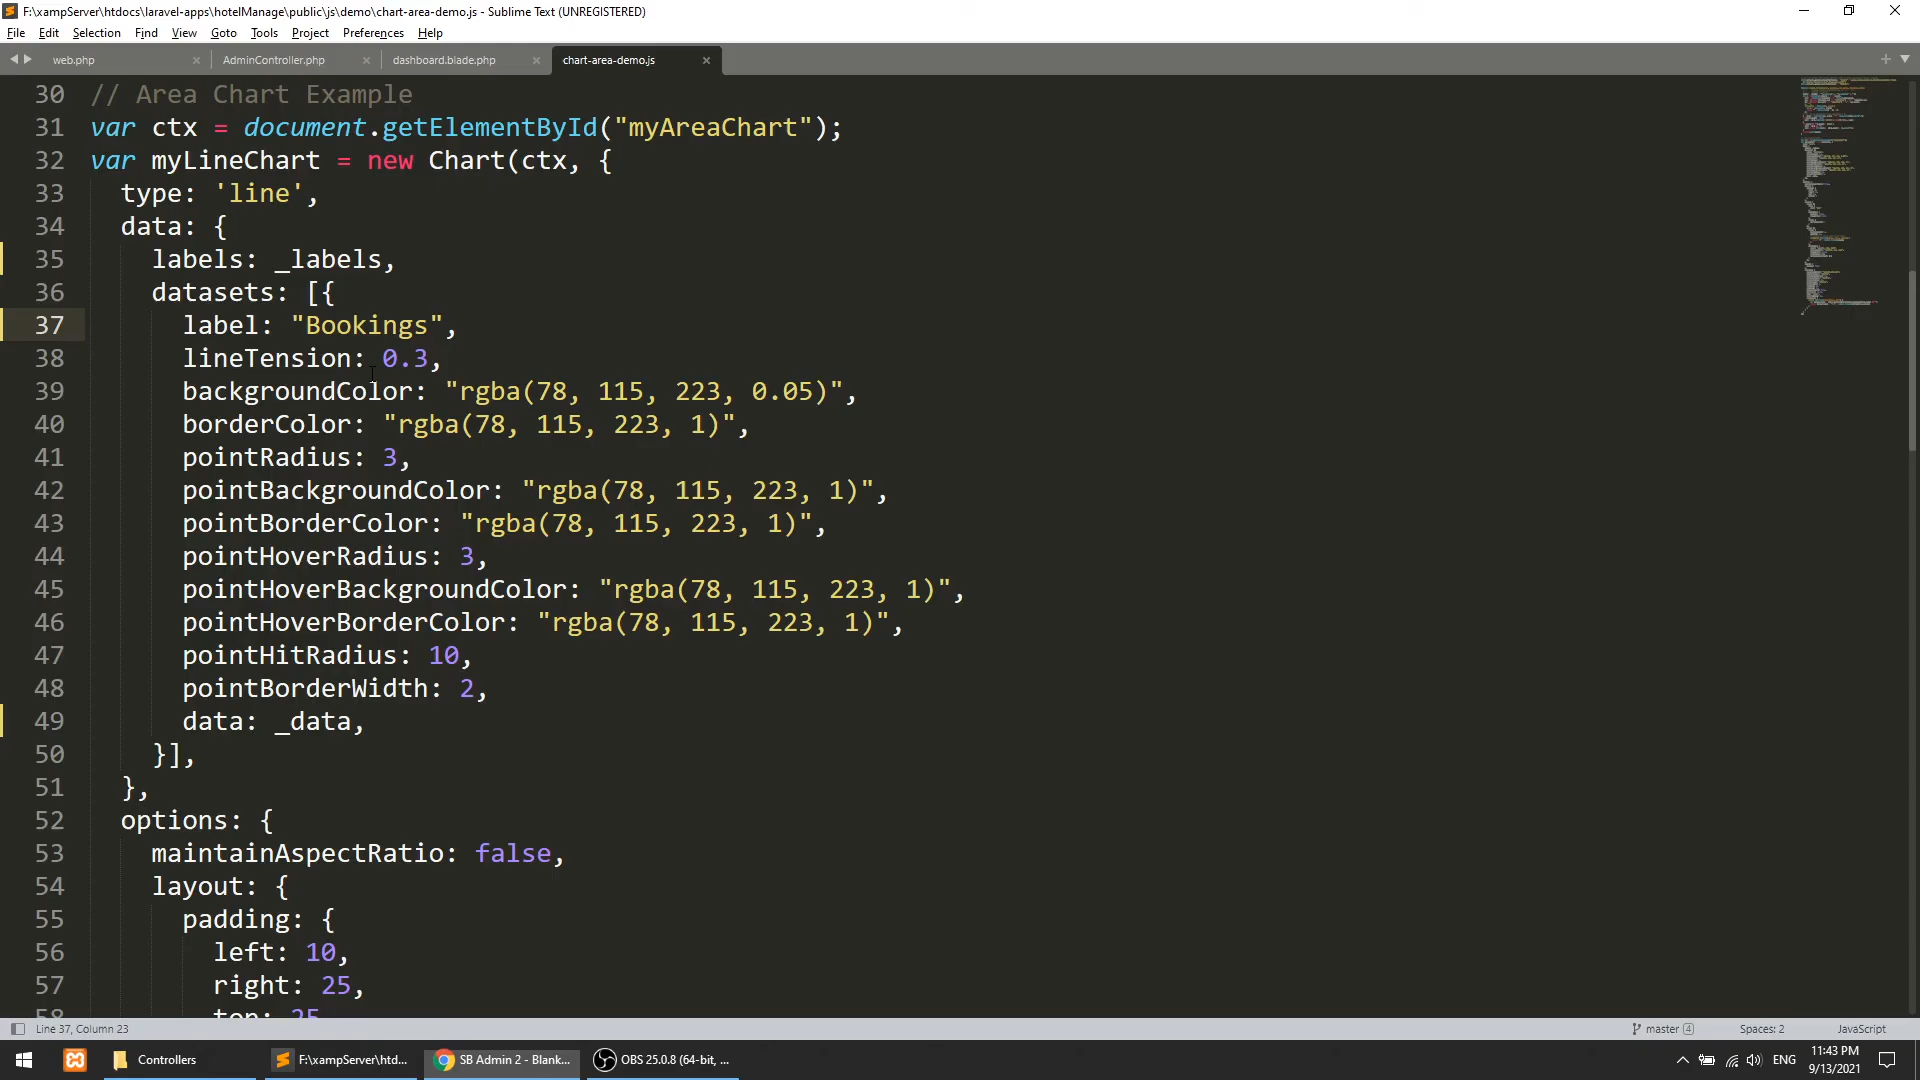 F:\xampServer\htdocs\laravel-apps\hotelManage\public\js\demo\chart-area-demo.js - Sublime Text (UNREGISTERED)
File Edit Selection Find View Goto Tools Project Preferences Help
web.php AdminController.php dashboard.blade.php chart-area-demo.js
30 // Area Chart Example
31 var ctx = document.getElementById("myAreaChart");
32 var myLineChart = new Chart(ctx, {
33 type: 'line',
34 data: {
35 labels: _labels,
36 datasets: [{
37 label: "Bookings",
38 lineTension: 0.3,
39 backgroundColor: "rgba(78, 115, 223, 0.05)",
40 borderColor: "rgba(78, 115, 223, 1)",
41 pointRadius: 3,
42 pointBackgroundColor: "rgba(78, 115, 223, 1)",
43 pointBorderColor: "rgba(78, 115, 223, 1)",
44 pointHoverRadius: 3,
45 pointHoverBackgroundColor: "rgba(78, 115, 223, 1)",
46 pointHoverBorderColor: "rgba(78, 115, 223, 1)",
47 pointHitRadius: 10,
48 pointBorderWidth: 2,
49 data: _data,
50 }],
51 },
52 options: {
53 maintainAspectRatio: false,
54 layout: {
55 padding: {
56 left: 10,
57 right: 25,
58 top: 25
Line 37, Column 23 master 4 Spaces: 2 JavaScript
Controllers F:\xampServer\htd... SB Admin 2 - Blank... OBS 25.0.8 (64-bit, ... ENG 11:43 PM
9/13/2021